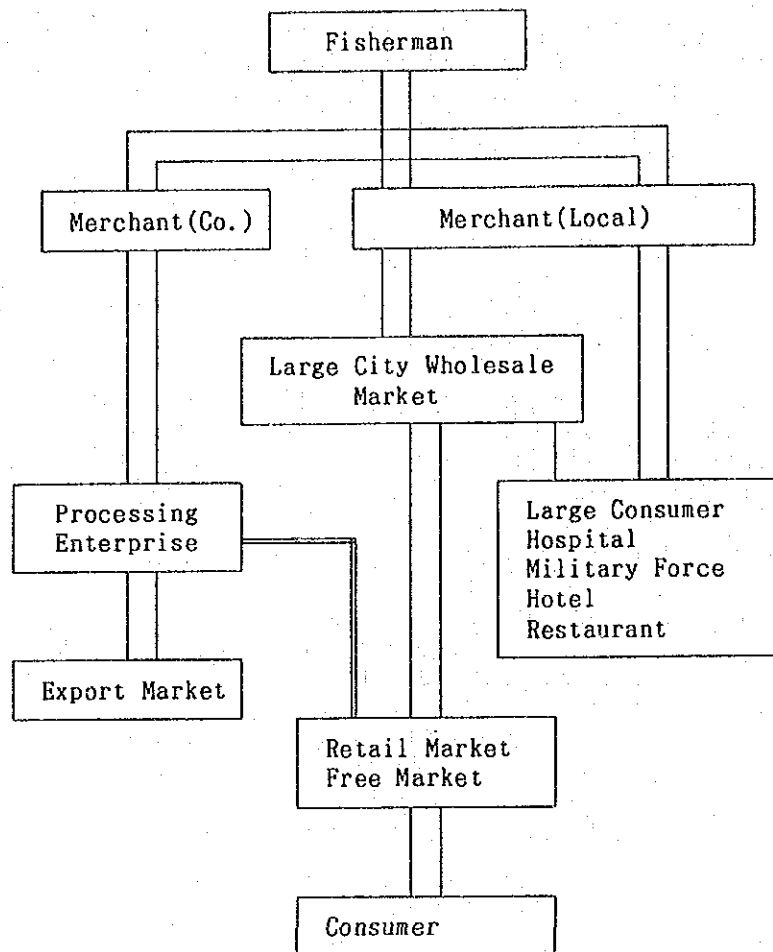 Fisherman
Merchant(Co.)
Merchant(Local)
Large City Wholesale
Market
Processing
Enterprise
Large Consumer
Hospital
Military Force
Hotel
Restaurant
Export Market
Retail Market
Free Market
Consumer